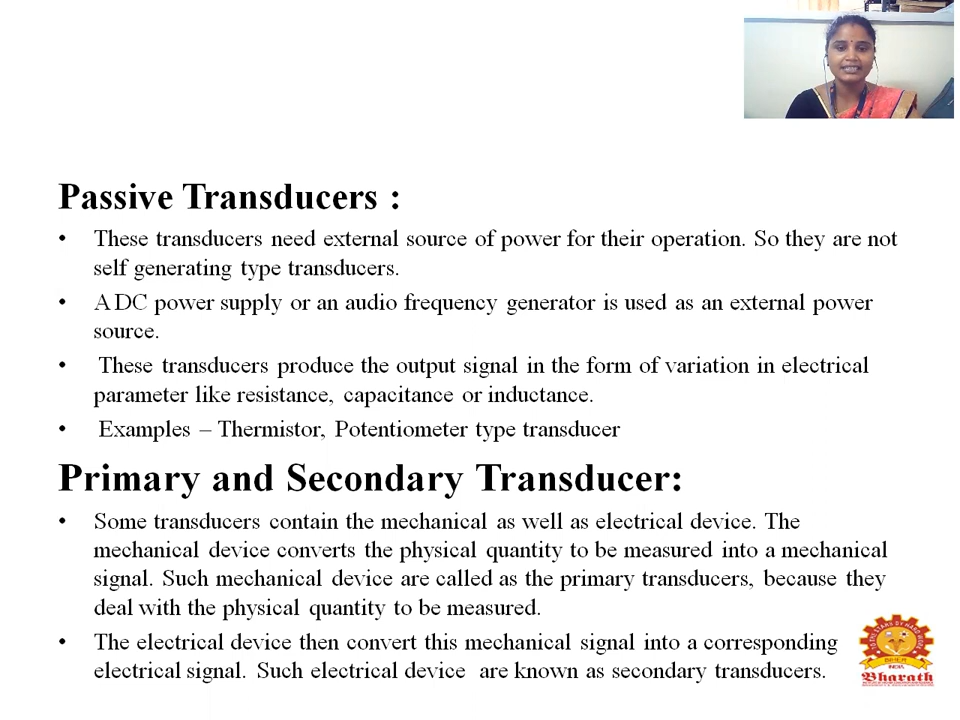 Passive Transducers :
• These transducers need external source of power for their operation. So they are not
self generating type transducers.
• A DC power supply or an audio frequency generator is used as an external power
source.
• These transducers produce the output signal in the form of variation in electrical
parameter like resistance, capacitance or inductance.
• Examples – Thermistor, Potentiometer type transducer
Primary and Secondary Transducer:
• Some transducers contain the mechanical as well as electrical device. The
mechanical device converts the physical quantity to be measured into a mechanical
signal. Such mechanical device are called as the primary transducers, because they
deal with the physical quantity to be measured.
• The electrical device then convert this mechanical signal into a corresponding
electrical signal. Such electrical device are known as secondary transducers.
BIHER
INDIA
Bharath